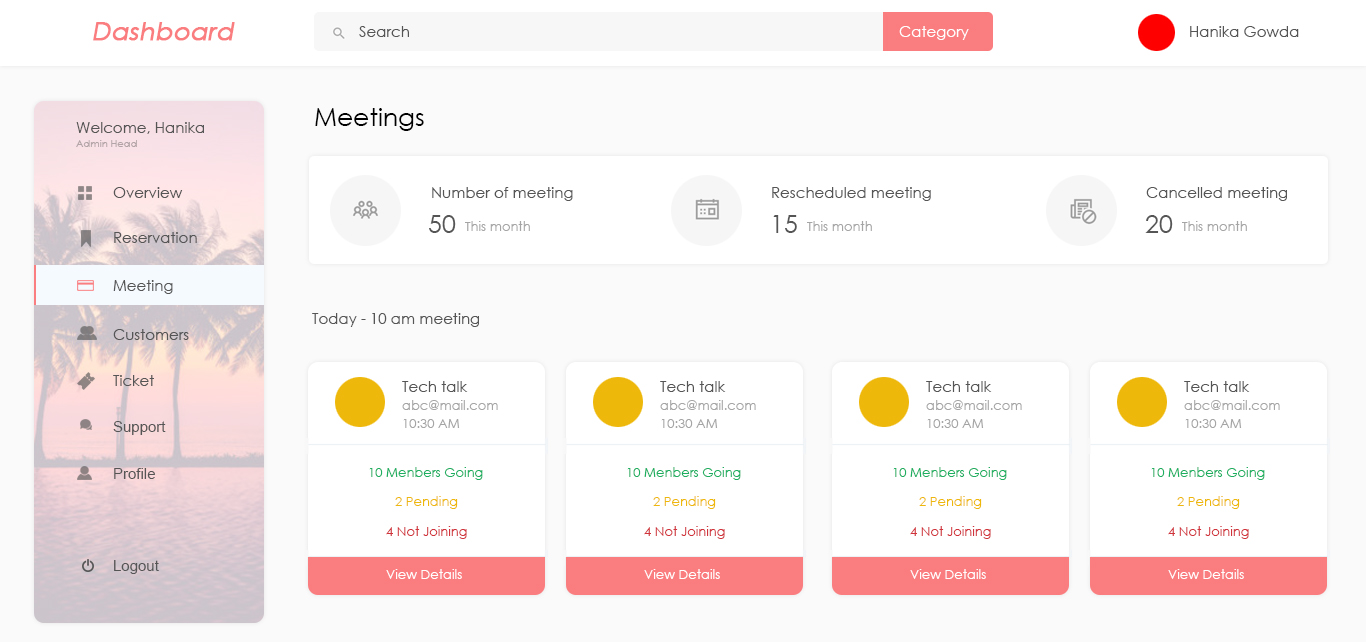 Dashboard
Search
Category
Hanika Gowda
Welcome, Hanika
Admin Head
Overview
Reservation
Meeting
Customers
Ticket
Support
Profile
Logout
Meetings
Number of meeting
50 This month
Rescheduled meeting
15 This month
Cancelled meeting
20 This month
Today - 10 am meeting
Tech talk
abc@mail.com
10:30 AM
10 Menbers Going
2 Pending
4 Not Joining
View Details
Tech talk
abc@mail.com
10:30 AM
10 Menbers Going
2 Pending
4 Not Joining
View Details
Tech talk
abc@mail.com
10:30 AM
10 Menbers Going
2 Pending
4 Not Joining
View Details
Tech talk
abc@mail.com
10:30 AM
10 Menbers Going
2 Pending
4 Not Joining
View Details